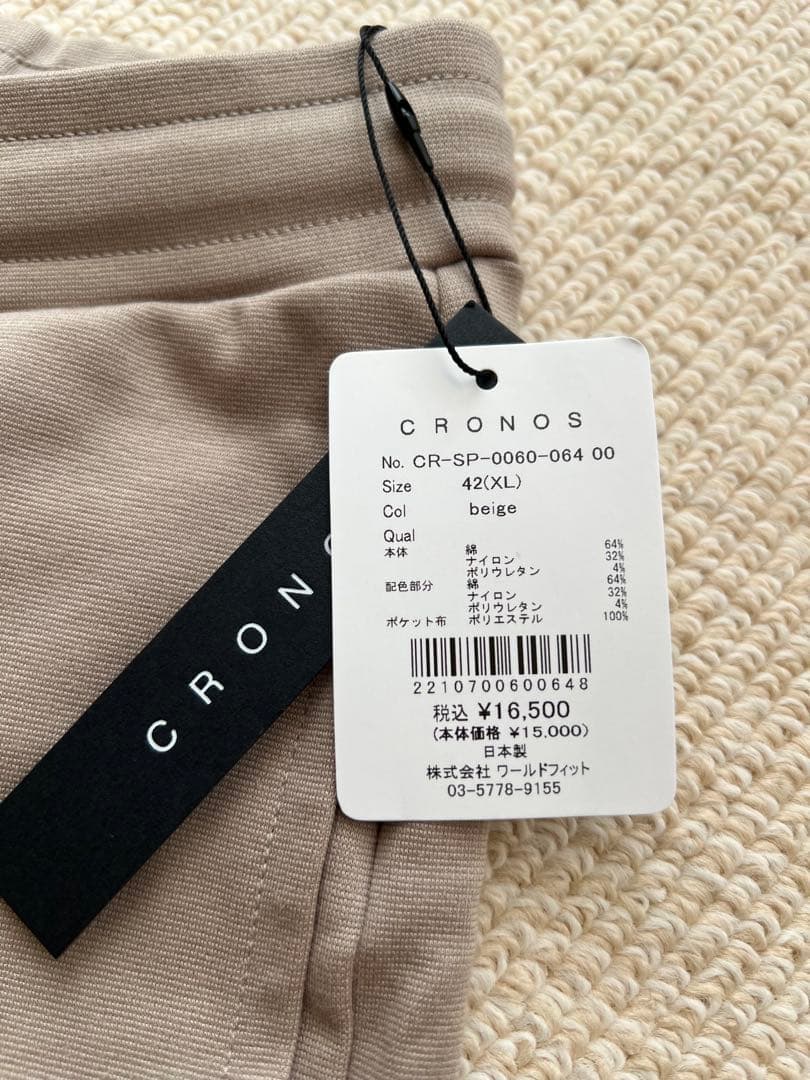 CRONOS
No. CR-SP-0060-064 00
Size 42(XL)
Col beige
Qual
本体 綿 64%
ナイロン 32%
ポリウレタン 4%
配色部分 綿 64%
ナイロン 32%
ポリウレタン 4%
ポケット布 ポリエステル 100%
2210700600648
税込 ¥16,500
(本体価格 ¥15,000)
日本製
株式会社 ワールドフィット
03-5778-9155
CRONO